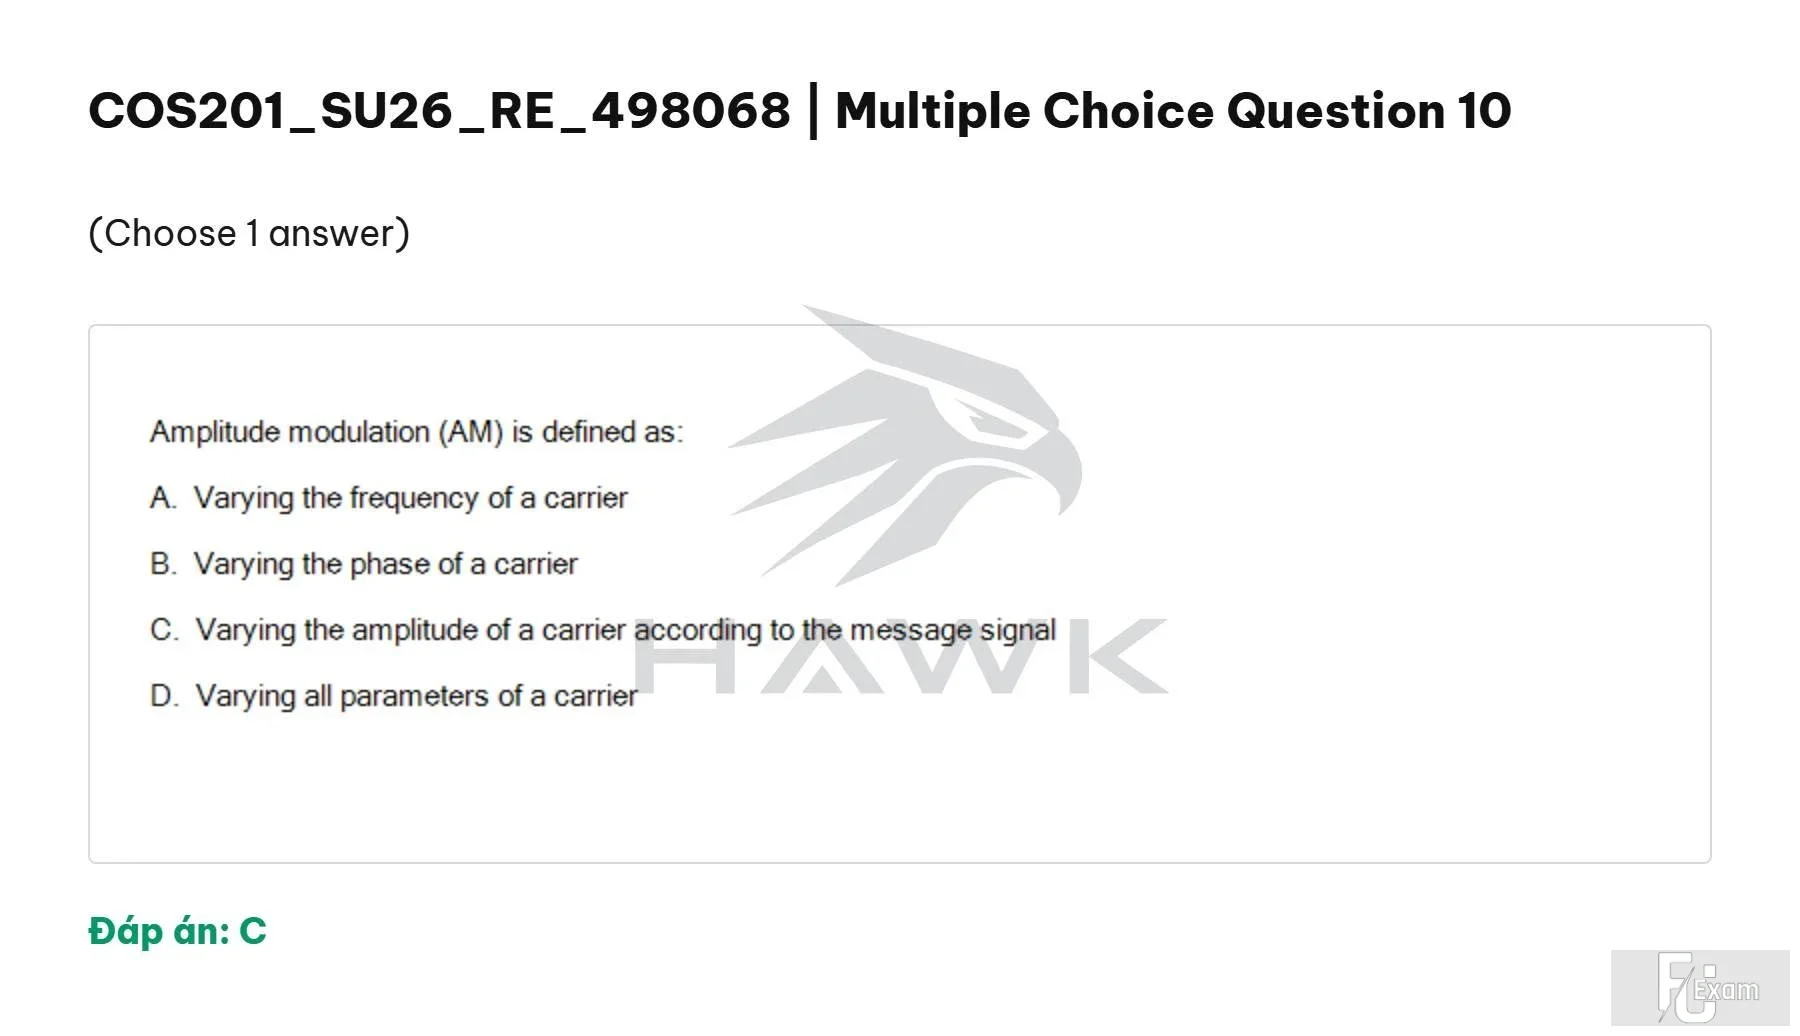 COS201_SU26_RE_498068 | Multiple Choice Question 10
(Choose 1 answer)
Amplitude modulation (AM) is defined as:
A. Varying the frequency of a carrier
B. Varying the phase of a carrier
C. Varying the amplitude of a carrier according to the message signal
D. Varying all parameters of a carrier
HAWK
Đáp án: C
FU Exam